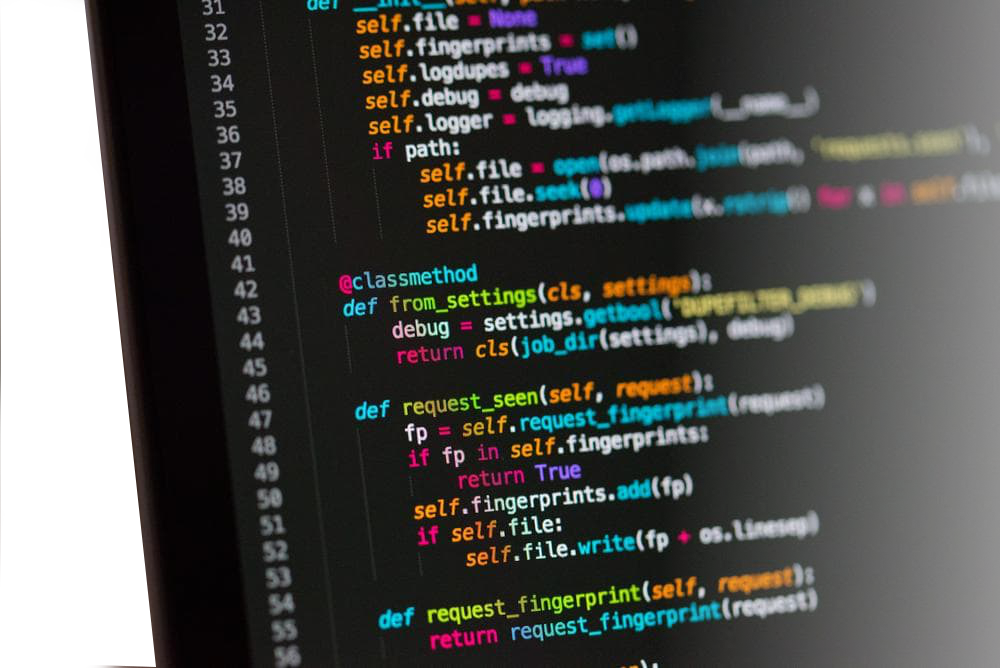 31 def __init__(self,
32 self.file = None
33 self.fingerprints = set()
34 self.logdupes = True
35 self.debug = debug
36 self.logger = logging.getLogger(__name__)
37 if path:
38 self.file = open(os.path.join(path, 'requests.seen'),
39 self.file.seek(0)
40 self.fingerprints.update(x.rstrip() for x in self.file
41
42 @classmethod
43 def from_settings(cls, settings):
44 debug = settings.getbool('DUPEFILTER_DEBUG')
45 return cls(job_dir(settings), debug)
46
47 def request_seen(self, request):
48 fp = self.request_fingerprint(request)
49 if fp in self.fingerprints:
50 return True
51 self.fingerprints.add(fp)
52 if self.file:
53 self.file.write(fp + os.linesep)
54
55 def request_fingerprint(self, request):
56 return request_fingerprint(request)